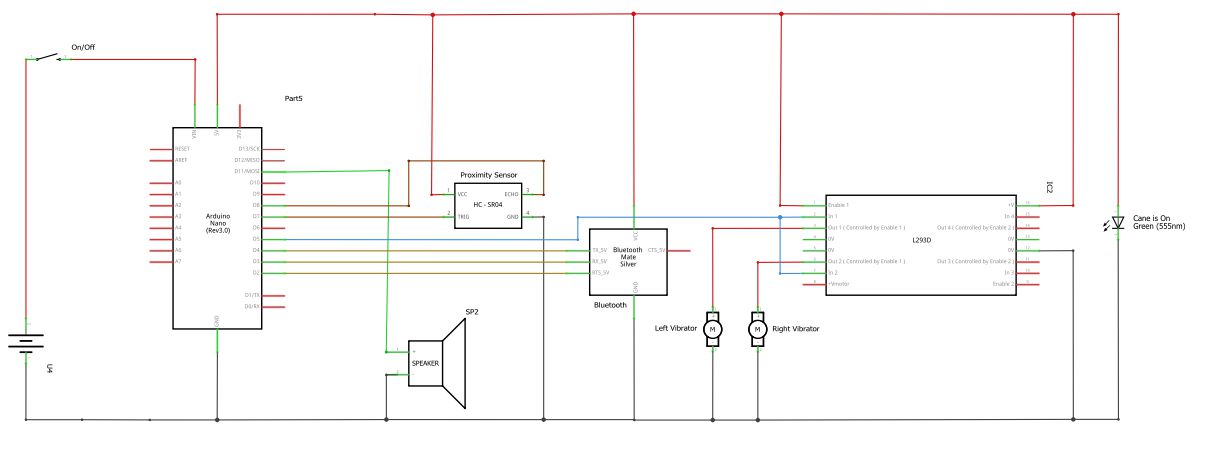 On/Off
Part5
VIN
5V
3V3
RESET
AREF
A0
A1
A2
A3
A4
A5
A6
A7
Arduino
Nano
(Rev3.0)
D13/SCK
D12/MISO
D11/MOSI
D10
D9
D8
D7
D6
D5
D4
D3
D2
D1/TX
D0/RX
GND
U4
SP2
SPEAKER
Proximity Sensor
1 VCC
ECHO 3
HC - SR04
2 TRIG
GND 4
VCC
Bluetooth
Mate
Silver
TX_5V
RX_5V
RTS_5V
CTS_5V
GND
Bluetooth
Left Vibrator
M
M
Right Vibrator
IC2
Enable 1
In 1
Out 1 ( Controlled by Enable 1 )
0V
0V
Out 2 ( Controlled by Enable 1 )
In 2
+Vmotor
L293D
+V
In 4
Out 4 ( Controlled by Enable 2 )
0V
0V
Out 3 ( Controlled by Enable 2 )
In 3
Enable 2
Cane is On
Green (555nm)